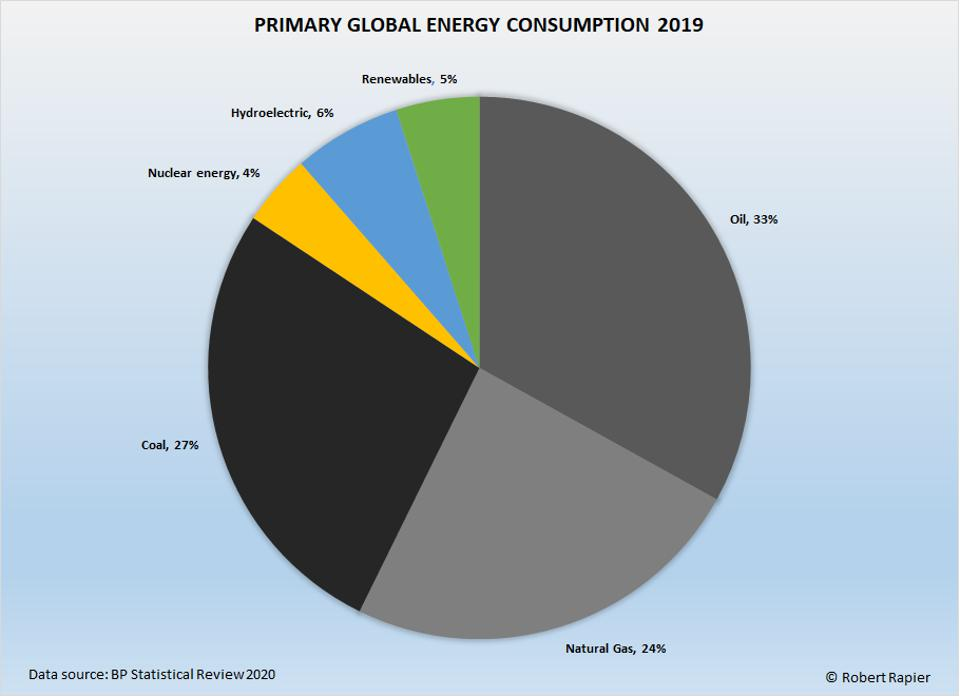 PRIMARY GLOBAL ENERGY CONSUMPTION 2019
Renewables, 5%
Hydroelectric, 6%
Nuclear energy, 4%
Oil, 33%
Coal, 27%
Natural Gas, 24%
Data source: BP Statistical Review 2020
© Robert Rapier